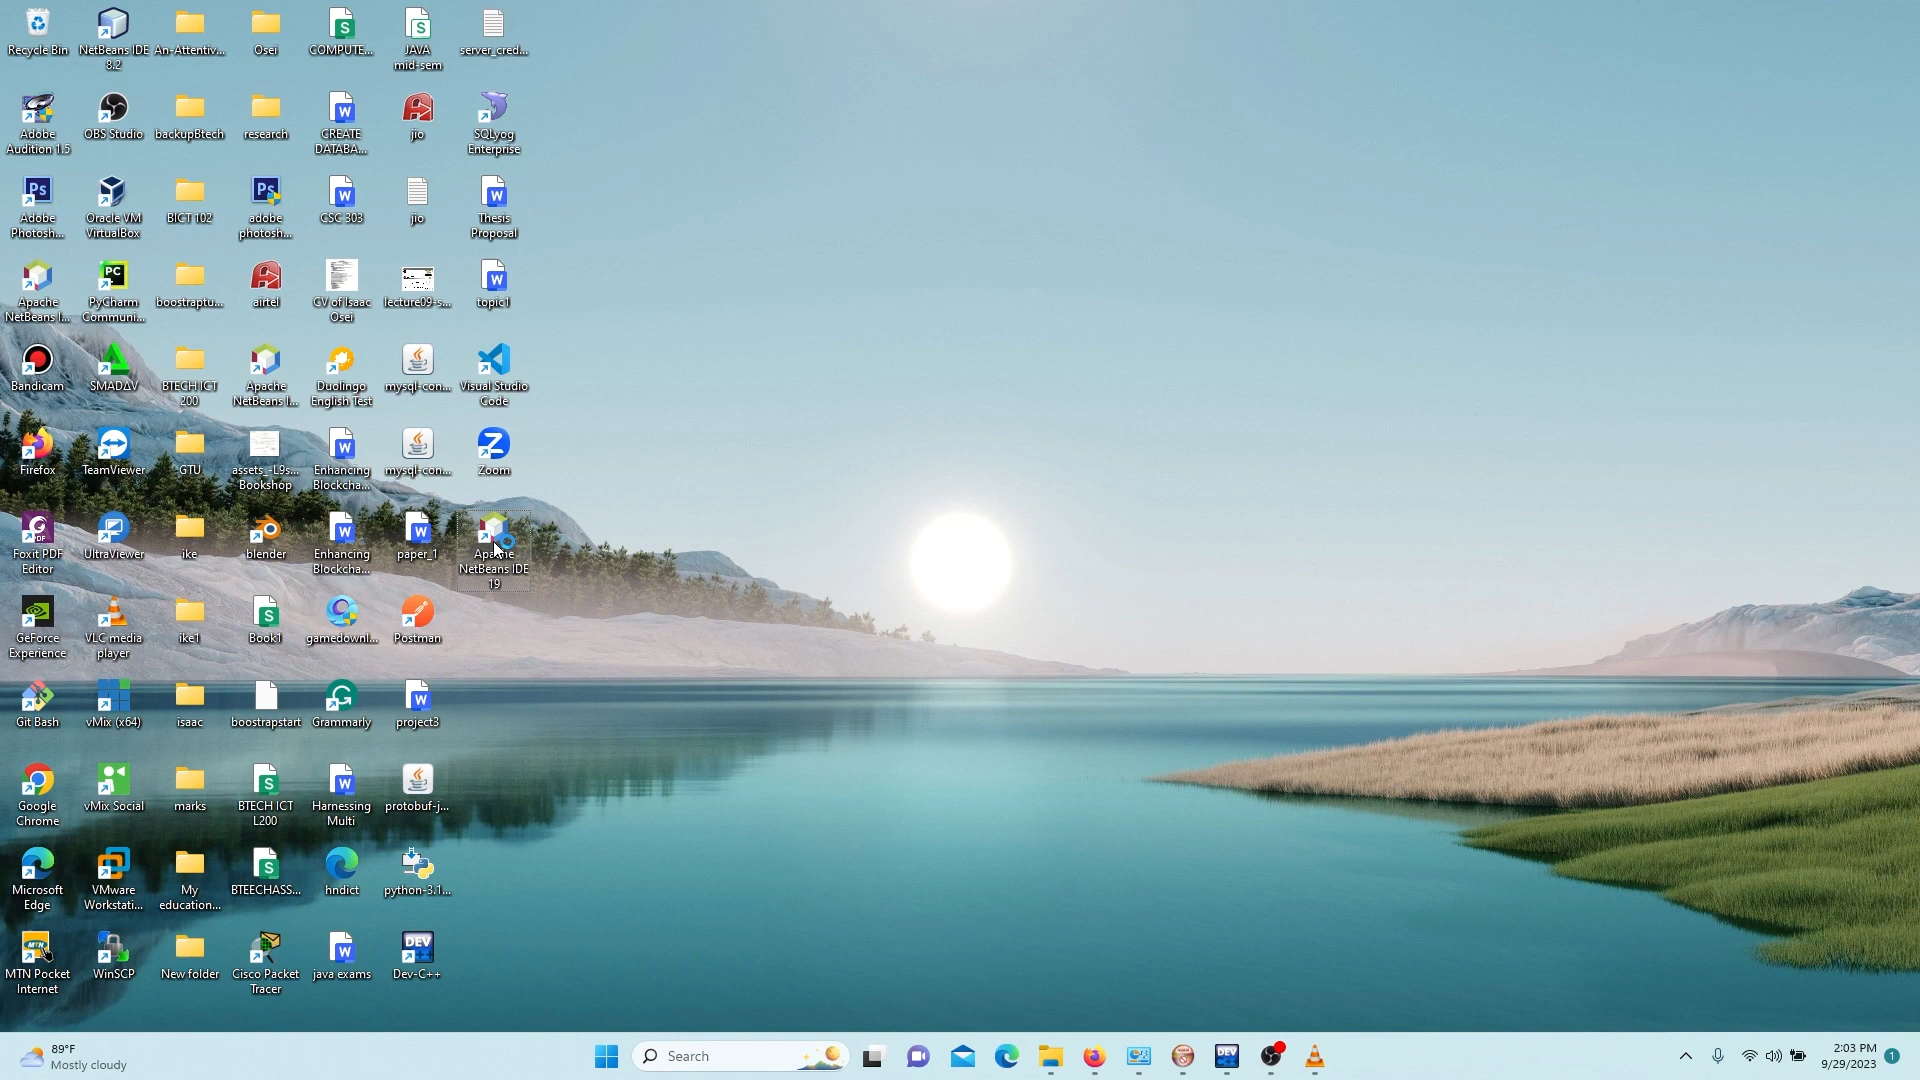 Recycle Bin
NetBeans IDE
8.2
An-Attentiv...
Osei
COMPUTE...
JAVA
mid-sem
server_cred...
Adobe
Audition 1.5
OBS Studio
backupBtech
research
CREATE
DATABA...
jio
SQLyog
Enterprise
Adobe
Photosh...
Oracle VM
VirtualBox
BICT 102
adobe
photosh...
CSC 303
jio
Thesis
Proposal
Apache
NetBeans I...
PyCharm
Communi...
boostraptu...
airtel
CV of Isaac
Osei
lecture09-s...
topic1
Bandicam
SMADΔV
BTECH ICT
200
Apache
NetBeans I...
Duolingo
English Test
mysql-con...
Visual Studio
Code
Firefox
TeamViewer
GTU
assets_-L9s...
Bookshop
Enhancing
Blockcha...
mysql-con...
Zoom
Foxit PDF
Editor
UltraViewer
ike
blender
Enhancing
Blockcha...
paper_1
Apache
NetBeans IDE
19
GeForce
Experience
VLC media
player
ike1
Book1
gamedownl...
Postman
Git Bash
vMix (x64)
isaac
boostrapstart
Grammarly
project3
Google
Chrome
vMix Social
marks
BTECH ICT
L200
Harnessing
Multi
protobuf-j...
Microsoft
Edge
VMware
Workstati...
My
education...
BTEECHASS...
hndict
python-3.1...
MTN Pocket
Internet
WinSCP
New folder
Cisco Packet
Tracer
java exams
Dev-C++
89°F
Mostly cloudy
Search
2:03 PM
9/29/2023
1